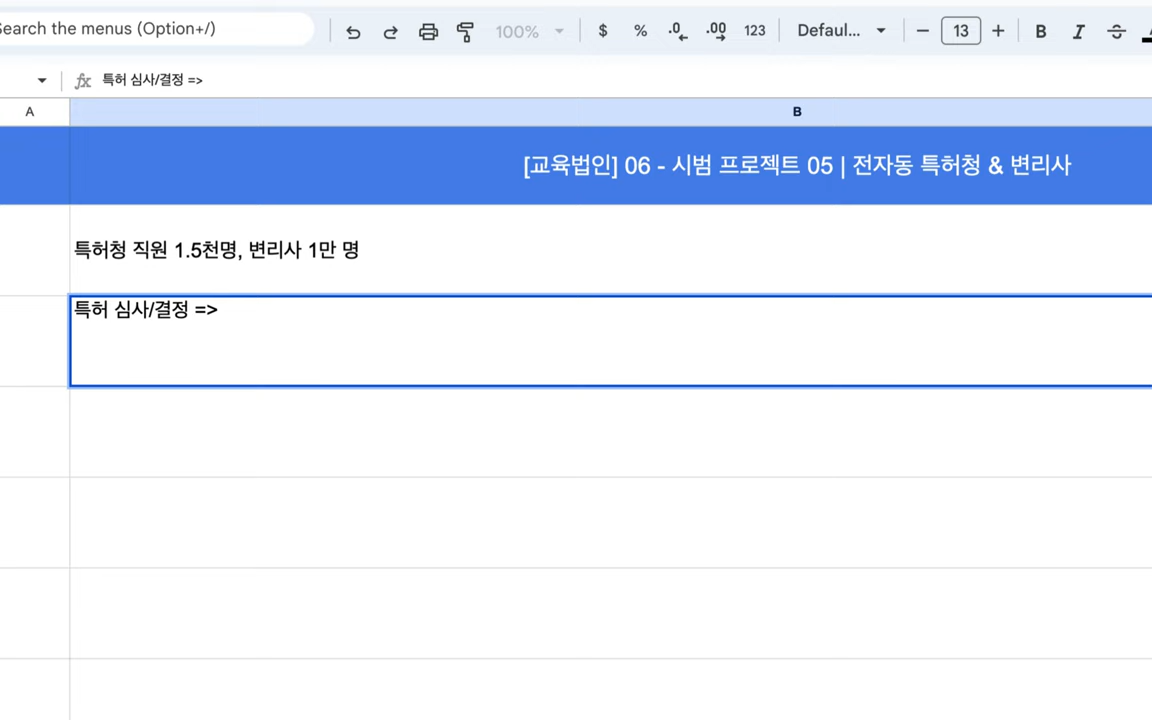 Search the menus (Option+/)
100%
$ % .0 .00 123
Defaul...
13
B I
fx 특허 심사/결정 =>
A
B
[교육법인] 06 - 시범 프로젝트 05 | 전자동 특허청 & 변리사
특허청 직원 1.5천명, 변리사 1만 명
특허 심사/결정 =>